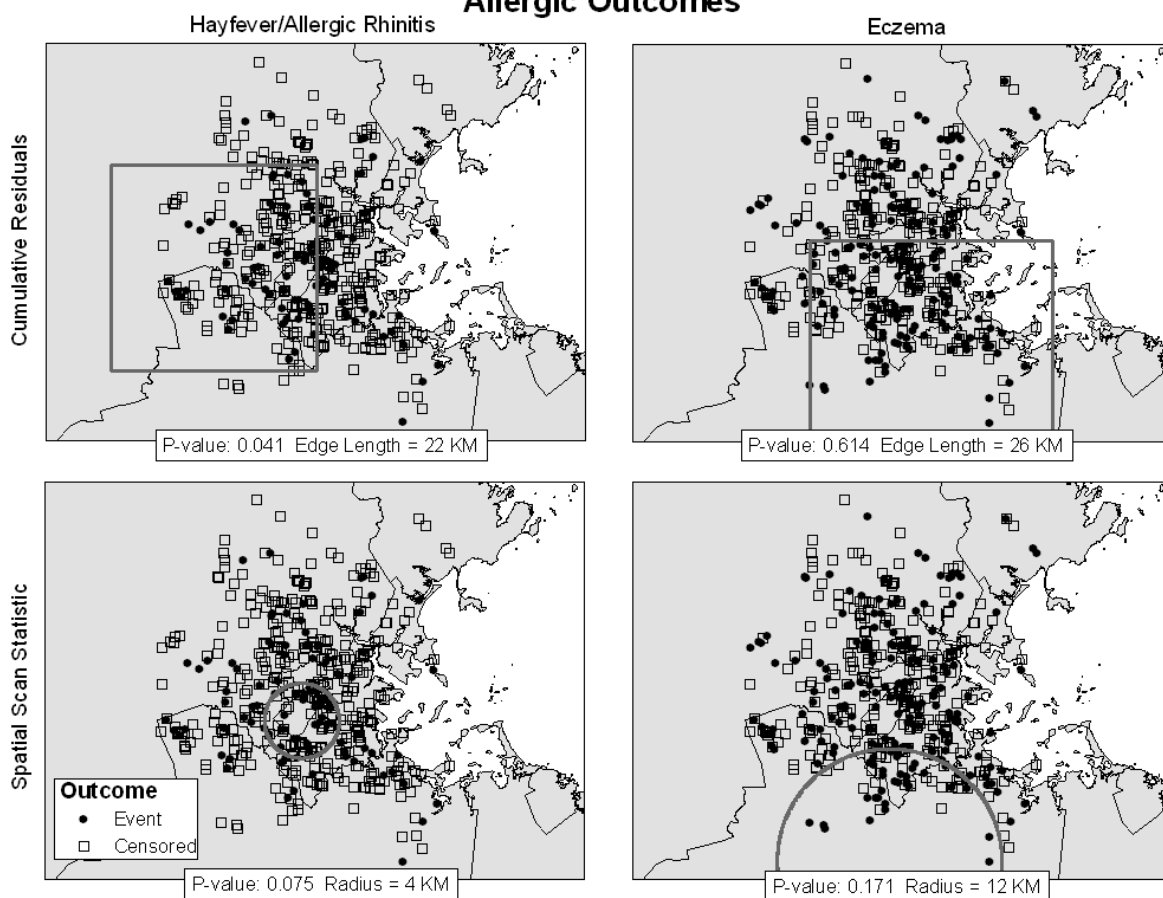 Allergic Outcomes
Hayfever/Allergic Rhinitis
Eczema
Cumulative Residuals
P-value: 0.041 Edge Length = 22 KM
P-value: 0.614 Edge Length = 26 KM
Spatial Scan Statistic
Outcome
Event
Censored
P-value: 0.075 Radius = 4 KM
P-value: 0.171 Radius = 12 KM